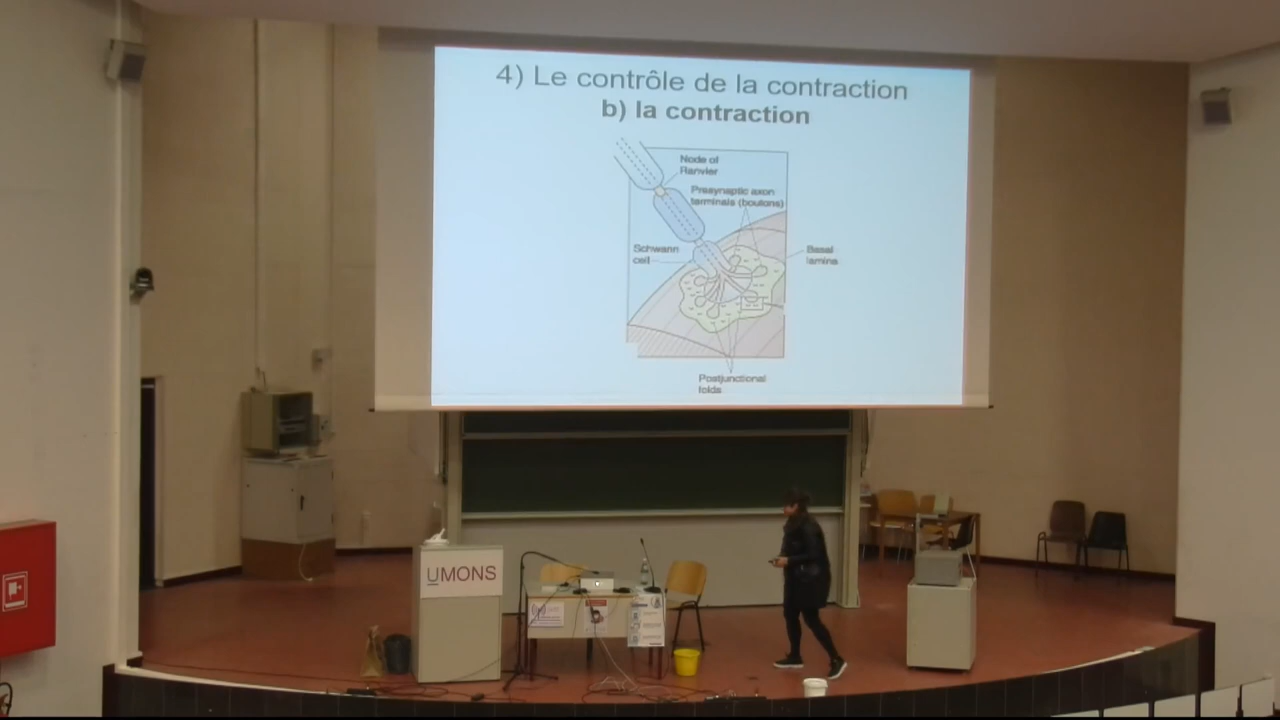 4) Le contrôle de la contraction
b) la contraction
Node of
Ranvier
Presynaptic axon
terminals (boutons)
Schwann
cell
Basal
lamina
Postjunctional
folds
UMONS